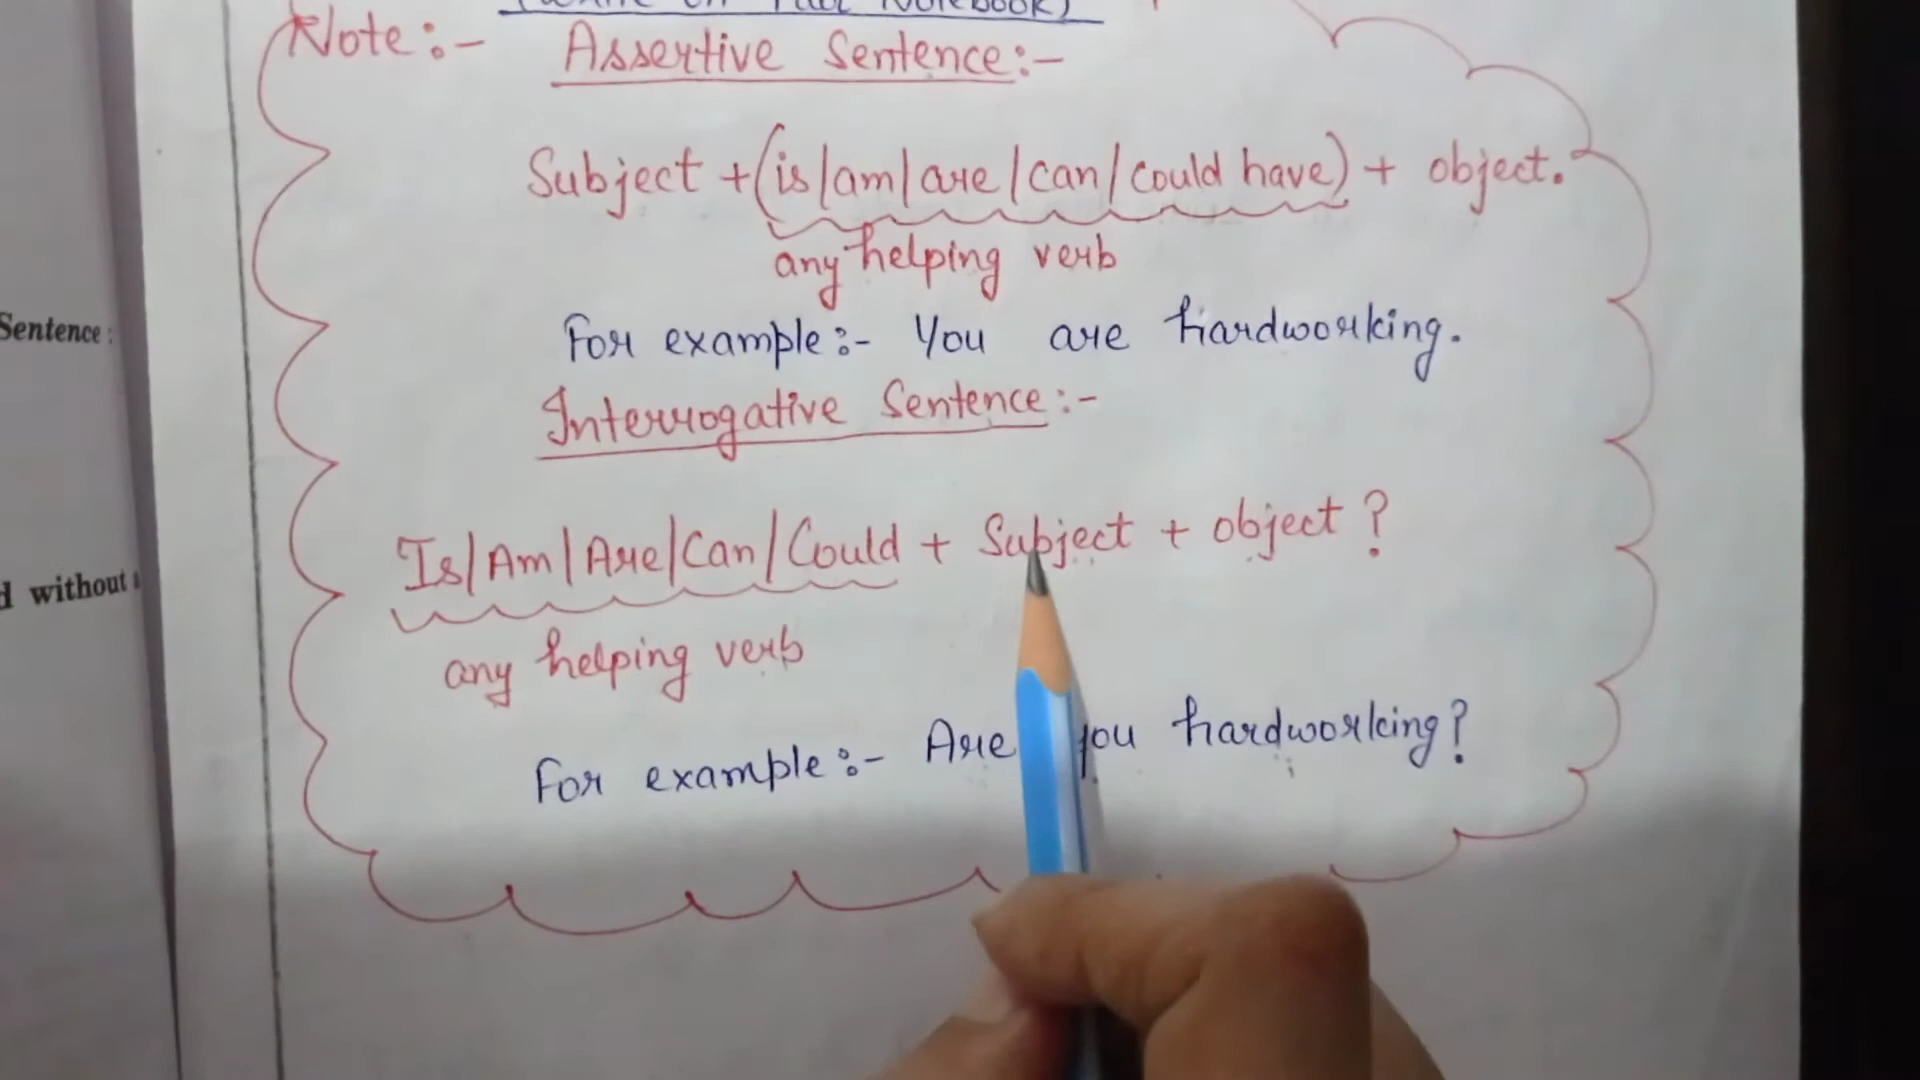 Notebook)
Note:-
Assertive Sentence:-
Subject + (is/am/are/can/could have) + object.
any helping verb
For example:- You are hardworking.
Interrogative Sentence:-
Is/Am/Are/Can/Could + Subject + object?
any helping verb
For example:- Are you hardworking?
Sentence:
without